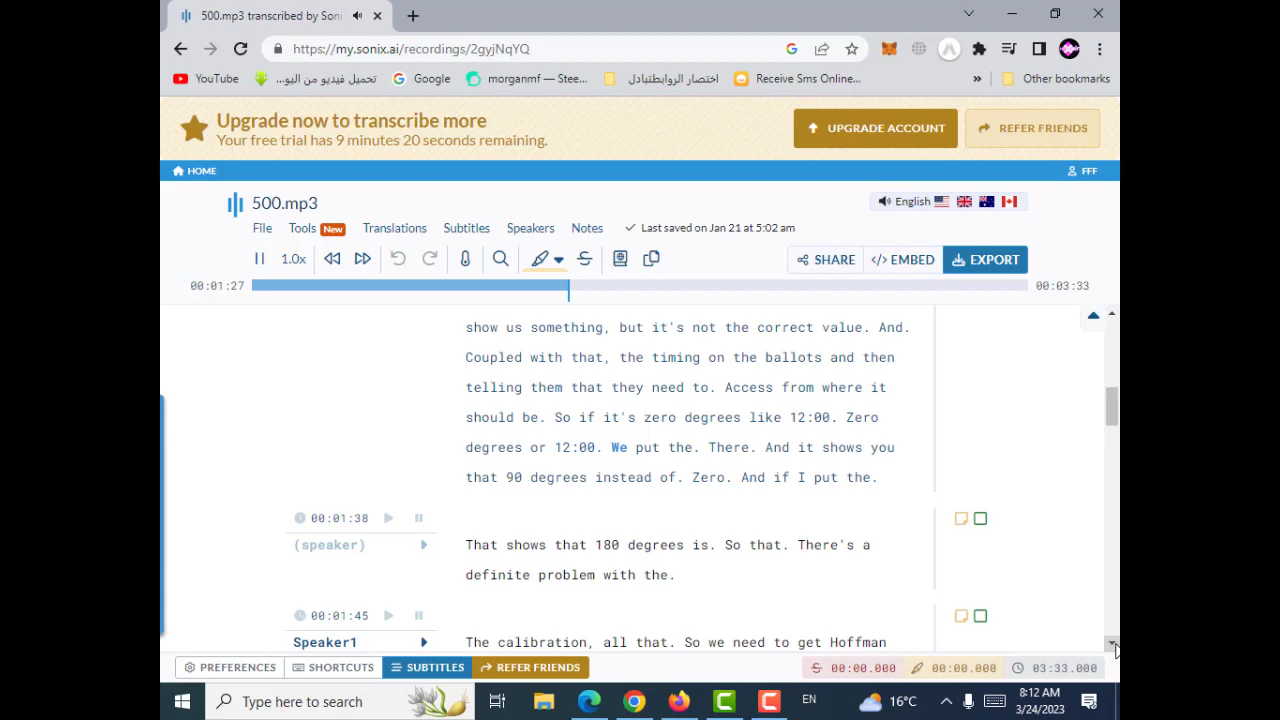 500.mp3 transcribed by Soni
https://my.sonix.ai/recordings/2gyjNqYQ
YouTube
تحميل فيديو من اليو...
Google
morganmf — Stee...
اختصار الروابطتبادل
Receive Sms Online...
»
Other bookmarks
Upgrade now to transcribe more
Your free trial has 9 minutes 20 seconds remaining.
UPGRADE ACCOUNT
REFER FRIENDS
HOME
FFF
500.mp3
English
File Tools New Translations Subtitles Speakers Notes ✓ Last saved on Jan 21 at 5:02 am
1.0x
SHARE
</> EMBED
EXPORT
00:01:27
00:03:33
show us something, but it's not the correct value. And.
Coupled with that, the timing on the ballots and then
telling them that they need to. Access from where it
should be. So if it's zero degrees like 12:00. Zero
degrees or 12:00. We put the. There. And it shows you
that 90 degrees instead of. Zero. And if I put the.
00:01:38
(speaker)
That shows that 180 degrees is. So that. There's a
definite problem with the.
00:01:45
Speaker1
The calibration, all that. So we need to get Hoffman
PREFERENCES
SHORTCUTS
SUBTITLES
REFER FRIENDS
00:00.000
00:00.000
03:33.000
Type here to search
EN
16°C
8:12 AM
3/24/2023